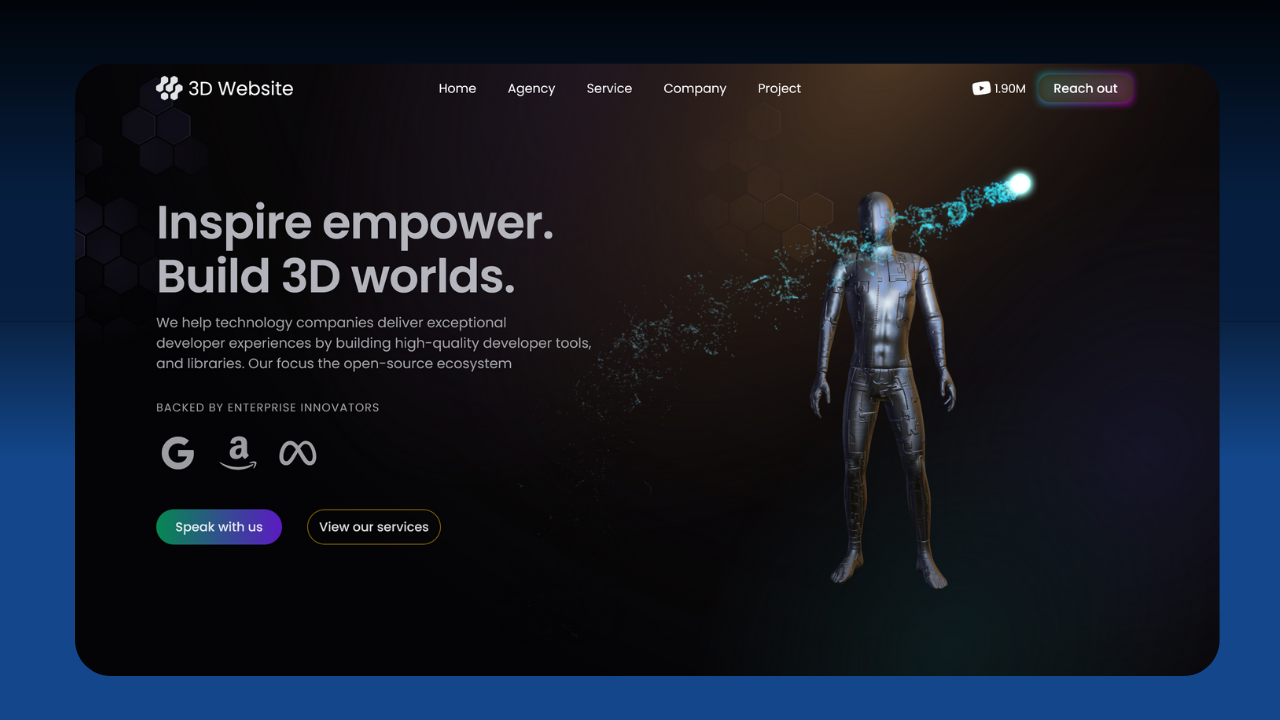 3D Website
Home
Agency
Service
Company
Project
1.90M
Reach out
Inspire empower.
Build 3D worlds.
We help technology companies deliver exceptional
developer experiences by building high-quality developer tools,
and libraries. Our focus the open-source ecosystem
BACKED BY ENTERPRISE INNOVATORS
G
a
Speak with us
View our services